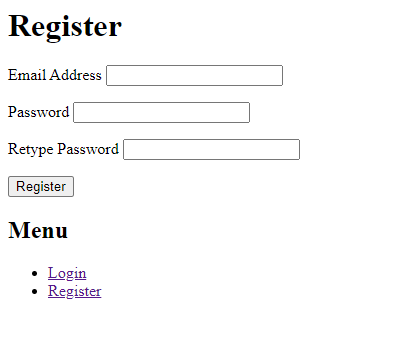 Register
Email Address
Password
Retype Password
Register
Menu
Login
Register